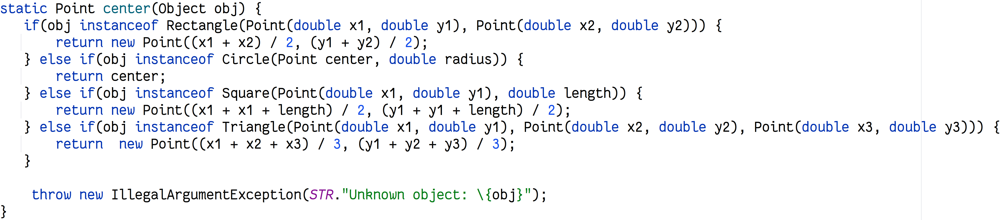 static Point center(Object obj) {
if(obj instanceof Rectangle(Point(double x1, double y1), Point(double x2, double y2))) {
return new Point((x1 + x2) / 2, (y1 + y2) / 2);
} else if(obj instanceof Circle(Point center, double radius)) {
return center;
} else if(obj instanceof Square(Point(double x1, double y1), double length)) {
return new Point((x1 + x1 + length) / 2, (y1 + y1 + length) / 2);
} else if(obj instanceof Triangle(Point(double x1, double y1), Point(double x2, double y2), Point(double x3, double y3))) {
return  new Point((x1 + x2 + x3) / 3, (y1 + y2 + y3) / 3);
}
throw new IllegalArgumentException(STR."Unknown object: \{obj}");
}